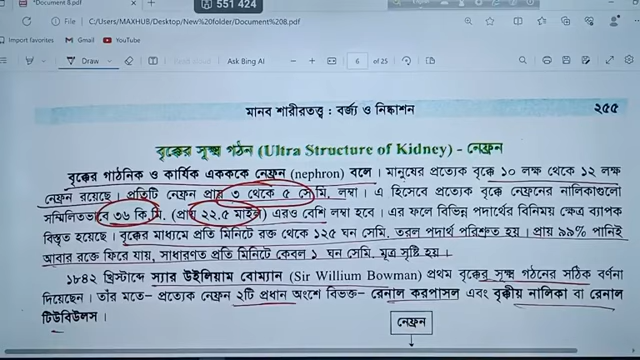 *Document 8.pdf
551 424
File
C:/Users/MAXHUB/Desktop/New%20folder/Document%208.pdf
Import favorites
Gmail
YouTube
Draw
Ask Bing AI
6
of 25
মানব শারীরতত্ত্ব : বর্জ্য ও নিষ্কাশন
২৫৫
বৃক্কের সূক্ষ্ম গঠন (Ultra Structure of Kidney) - নেফ্রন
বৃক্কের গাঠনিক ও কার্যিক একককে নেফ্রন (nephron) বলে। মানুষের প্রত্যেক বৃক্কে ১০ লক্ষ থেকে ১২ লক্ষ
নেফ্রন রয়েছে। প্রতিটি নেফ্রন প্রায় ৩ থেকে ৫ সেমি. লম্বা। এ হিসেবে প্রত্যেক বৃক্কে নেফ্রনের নালিকাগুলো
সম্মিলিতভাবে ৩৬ কি.মি. (প্রায় ২২.৫ মাইল) এরও বেশি লম্বা হবে। এর ফলে বিভিন্ন পদার্থের বিনিময় ক্ষেত্র ব্যাপক
বিস্তৃত হয়েছে। বৃক্কের মাধ্যমে প্রতি মিনিটে রক্ত থেকে ১২৫ ঘন সেমি. তরল পদার্থ পরিশ্রুত হয়। প্রায় ৯৯% পানিই
আবার রক্তে ফিরে যায়, সাধারণত প্রতি মিনিটে কেবল ১ ঘন সেমি. মূত্র সৃষ্টি হয়।
১৮৪২ খ্রিস্টাব্দে স্যার উইলিয়াম বোম্যান (Sir Willium Bowman) প্রথম বৃক্কের সূক্ষ্ম গঠনের সঠিক বর্ণনা
দিয়েছেন। তাঁর মতে- প্রত্যেক নেফ্রন ২টি প্রধান অংশে বিভক্ত- রেনাল করপাসল এবং বৃক্কীয় নালিকা বা রেনাল
টিউবিউলস।
নেফ্রন